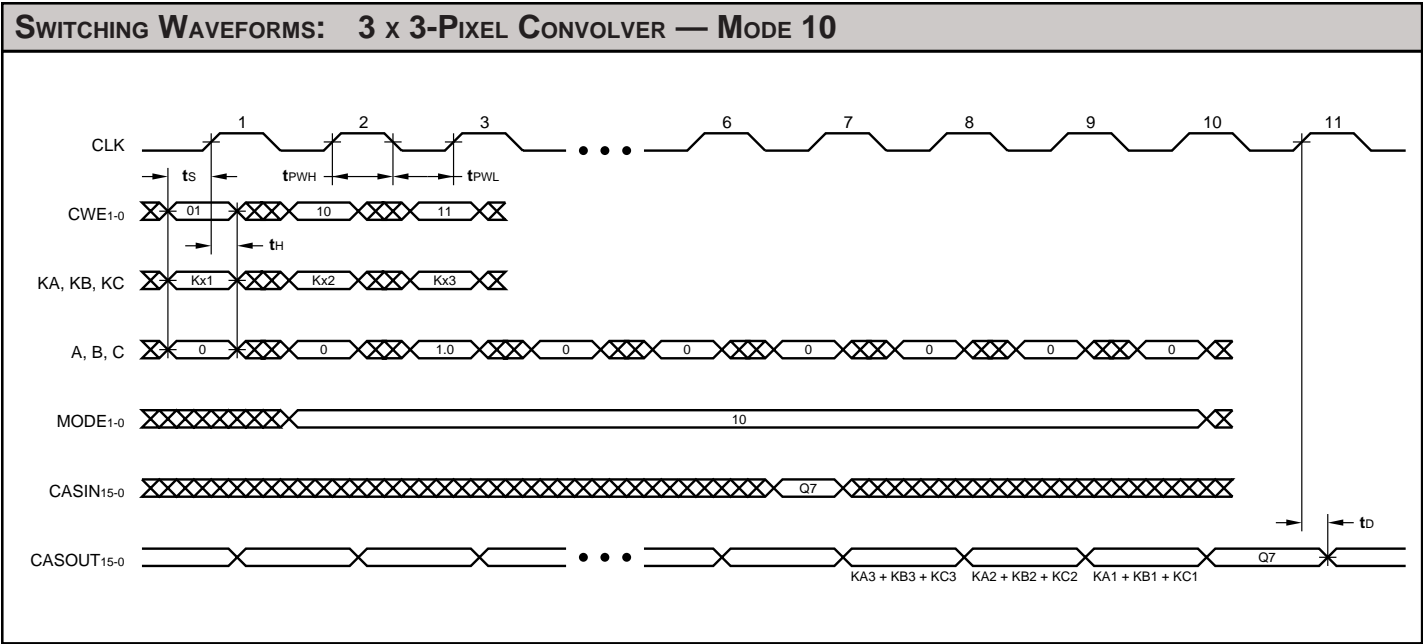 SWITCHING WAVEFORMS: 3 X 3-PIXEL CONVOLVER — MODE 10
1 2 3 6 7 8 9 10 11
CLK
tS tPWH tPWL
CWE1-0 01 10 11
tH
KA, KB, KC Kx1 Kx2 Kx3
A, B, C 0 0 1.0 0 0 0 0 0 0
MODE1-0 10
CASIN15-0 Q7
tD
CASOUT15-0 Q7
KA3 + KB3 + KC3 KA2 + KB2 + KC2 KA1 + KB1 + KC1